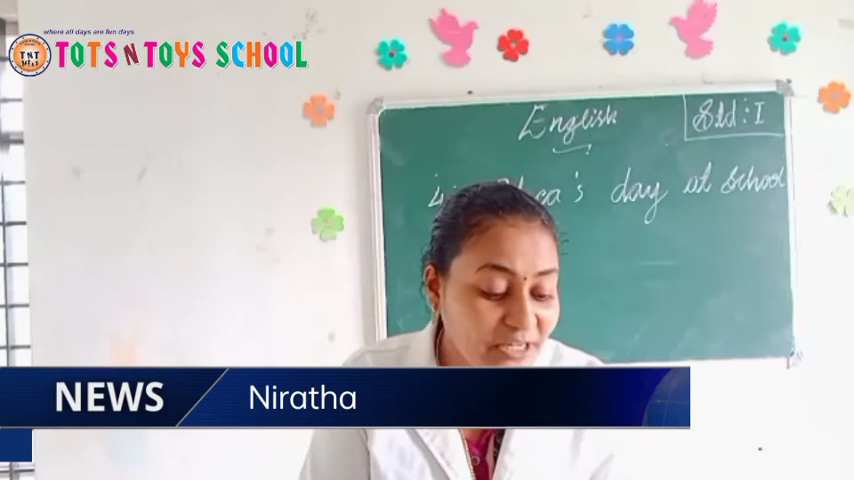 where all days are fun days
TOTS N TOYS SCHOOL
TNT
English
Std: I
day at school
NEWS
Niratha